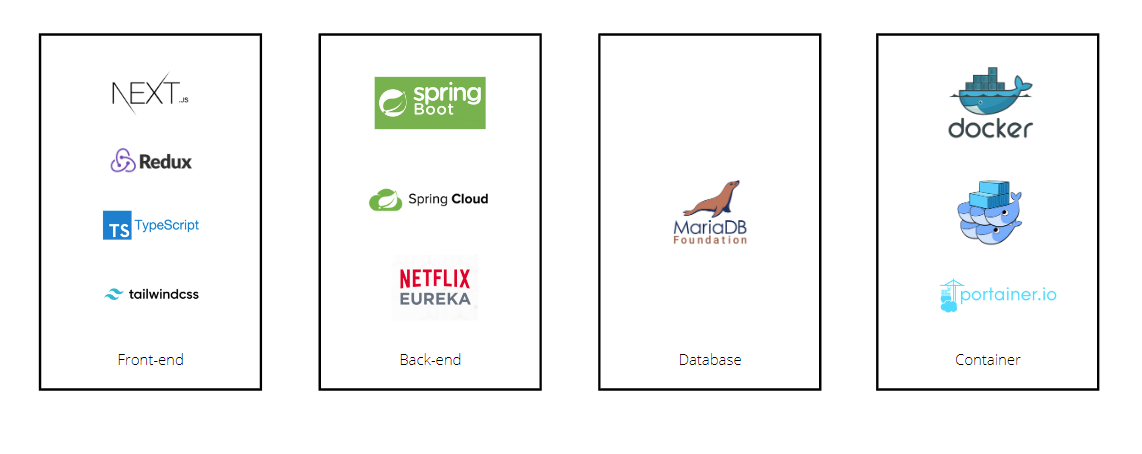 NEXT.JS
Redux
TS TypeScript
tailwindcss
Front-end
spring
Boot
Spring Cloud
NETFLIX
EUREKA
Back-end
MariaDB
Foundation
Database
docker
portainer.io
Container